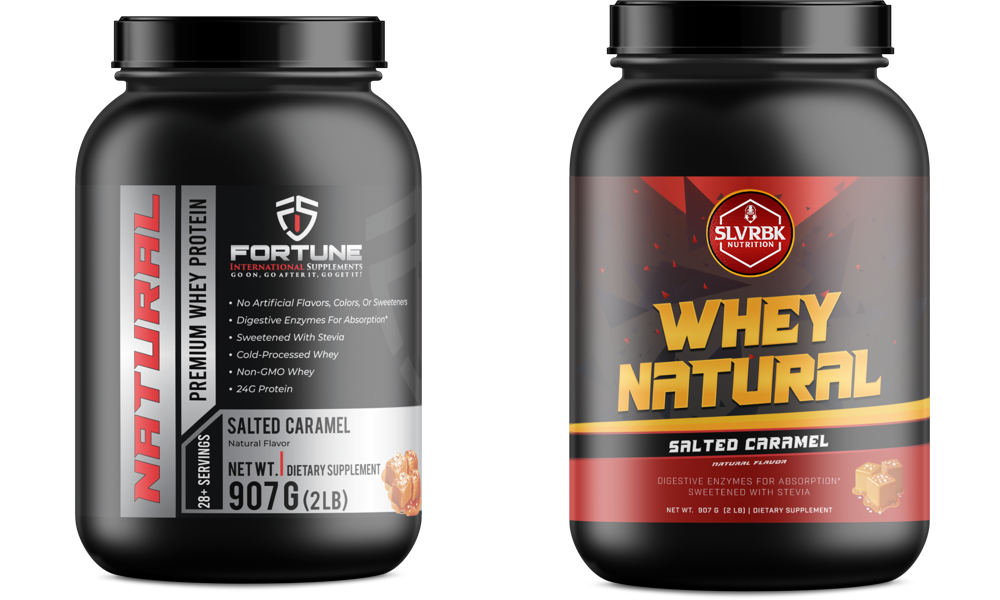 NATURAL
PREMIUM WHEY PROTEIN
FORTUNE
INTERNATIONAL SUPPLEMENTS
GO ON, GO AFTER IT, GO GET IT!
• No Artificial Flavors, Colors, Or Sweeteners
• Digestive Enzymes For Absorption*
• Sweetened With Stevia
• Cold-Processed Whey
• Non-GMO Whey
• 24G Protein
28+ SERVINGS
SALTED CARAMEL
Natural Flavor
NET WT. | DIETARY SUPPLEMENT
907G (2LB)
SLVRBK
NUTRITION
WHEY
NATURAL
SALTED CARAMEL
NATURAL FLAVOR
DIGESTIVE ENZYMES FOR ABSORPTION*
SWEETENED WITH STEVIA
NET WT. 907 G (2 LB) | DIETARY SUPPLEMENT